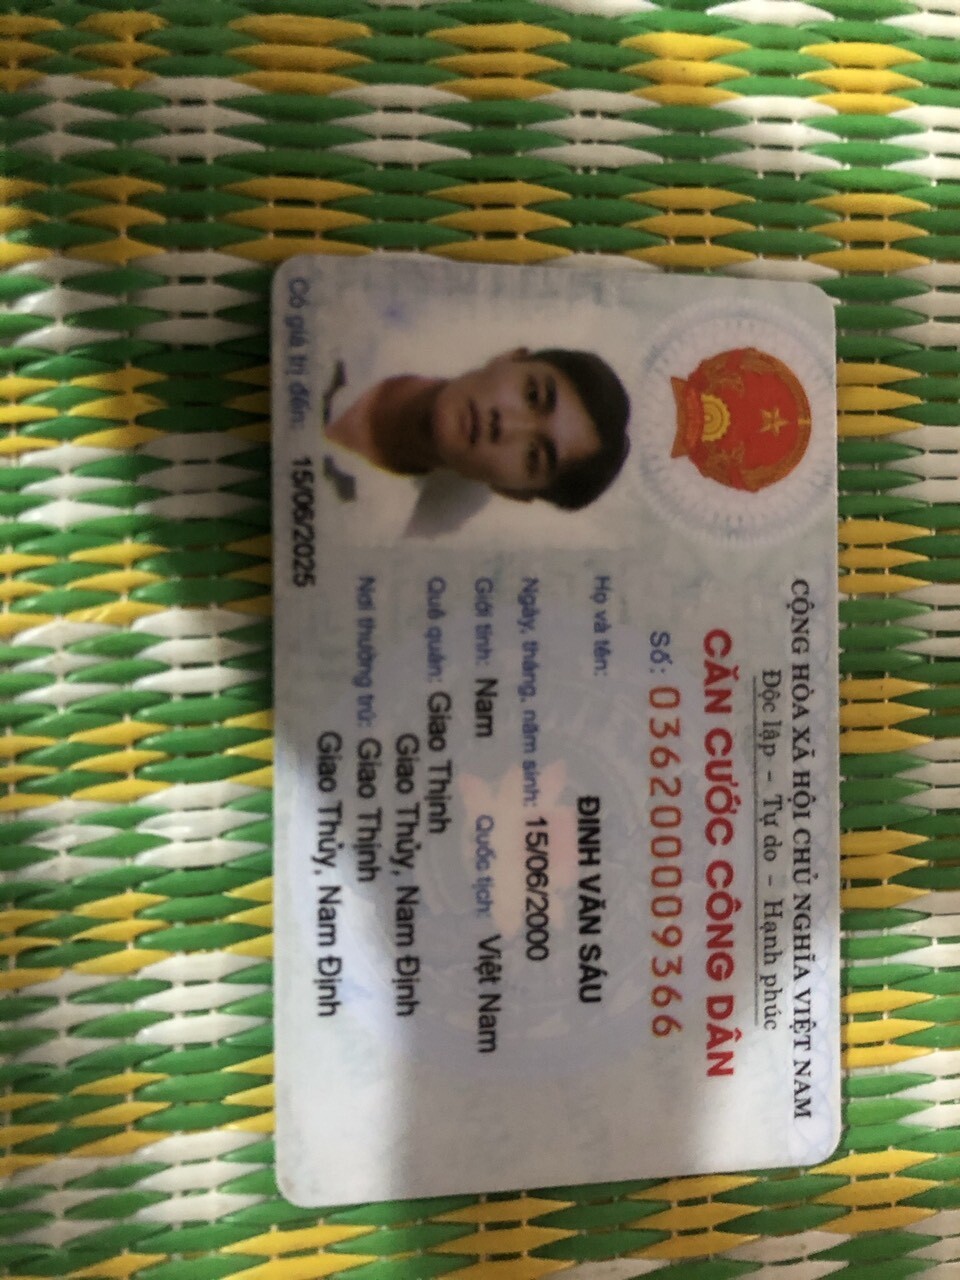 CỘNG HÒA XÃ HỘI CHỦ NGHĨA VIỆT NAM
Độc lập – Tự do – Hạnh phúc
CĂN CƯỚC CÔNG DÂN
Số: 036200009366
Họ và tên:
ĐINH VĂN SÁU
Ngày, tháng, năm sinh: 15/06/2000
Giới tính: Nam Quốc tịch: Việt Nam
Quê quán: Giao Thịnh
Giao Thủy, Nam Định
Nơi thường trú: Giao Thịnh
Giao Thủy, Nam Định
Có giá trị đến: 15/06/2025